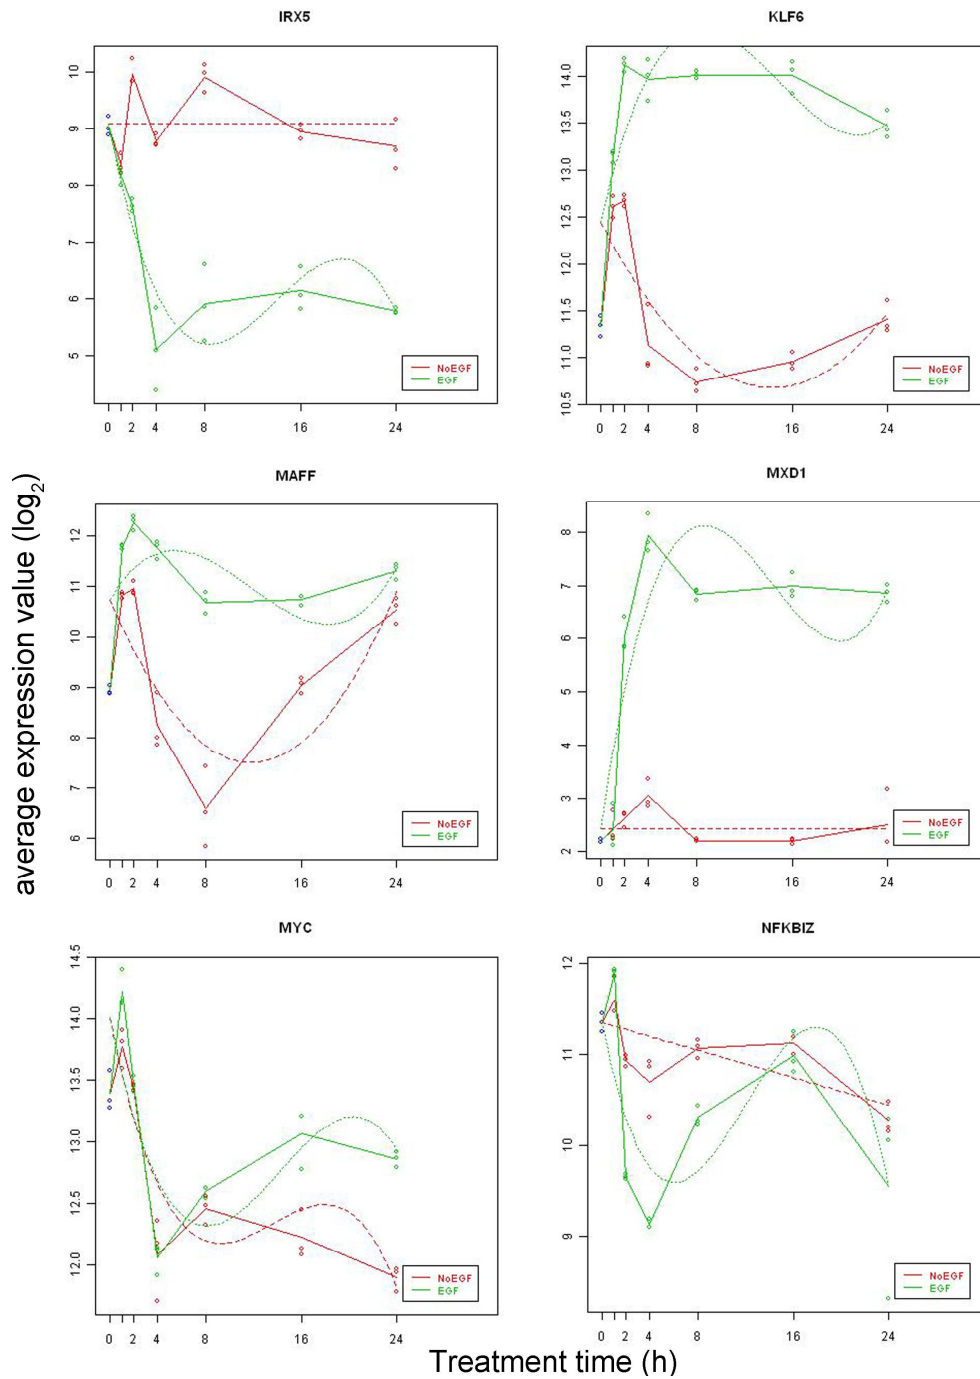 IRX5
10
9
8
7
6
5
NoEGF
EGF
0 2 4 8 16 24
KLF6
14.0
13.5
13.0
12.5
12.0
11.5
11.0
10.5
NoEGF
EGF
0 2 4 8 16 24
average expression value (log2)
MAFF
12
11
10
9
8
7
6
NoEGF
EGF
0 2 4 8 16 24
MXD1
8
7
6
5
4
3
2
NoEGF
EGF
0 2 4 8 16 24
MYC
14.5
14.0
13.5
13.0
12.5
12.0
NoEGF
EGF
0 2 4 8 16 24
NFKBIZ
12
11
10
9
NoEGF
EGF
0 2 4 8 16 24
Treatment time (h)